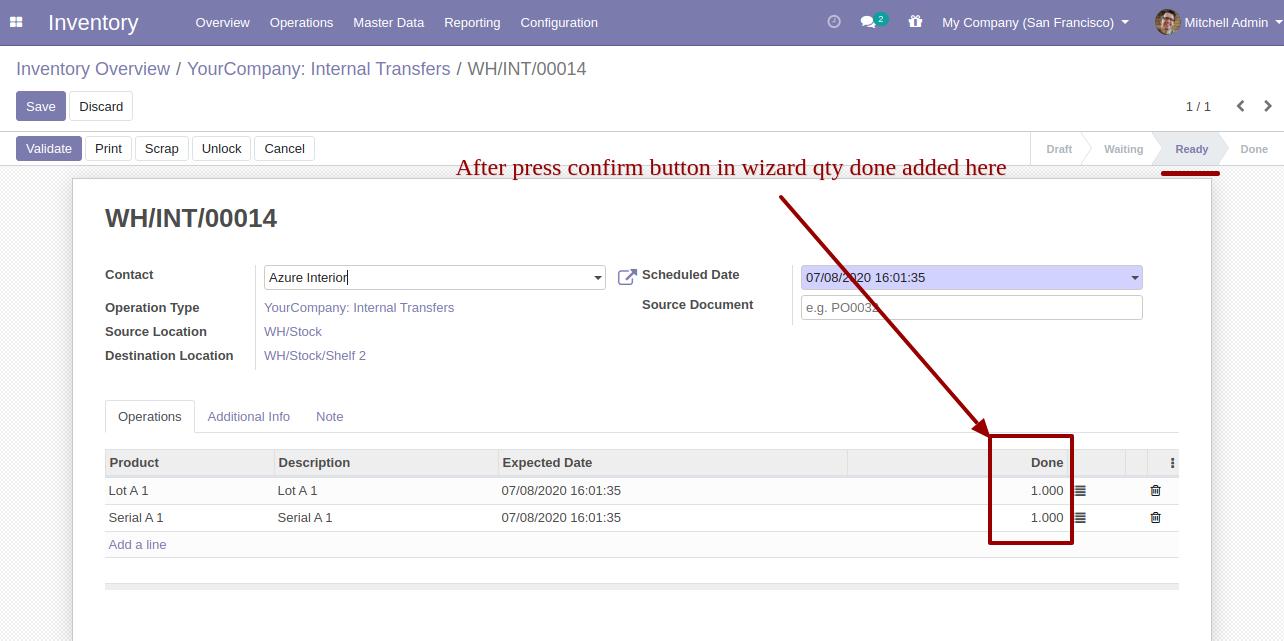 Inventory Overview Operations Master Data Reporting Configuration 2 My Company (San Francisco) Mitchell Admin
Inventory Overview / YourCompany: Internal Transfers / WH/INT/00014
Save Discard 1 / 1
Validate Print Scrap Unlock Cancel Draft Waiting Ready Done
After press confirm button in wizard qty done added here
WH/INT/00014
Contact Azure Interior Scheduled Date 07/08/2020 16:01:35
Operation Type YourCompany: Internal Transfers Source Document e.g. PO0032
Source Location WH/Stock
Destination Location WH/Stock/Shelf 2
Operations Additional Info Note
Product Description Expected Date Done
Lot A 1 Lot A 1 07/08/2020 16:01:35 1.000
Serial A 1 Serial A 1 07/08/2020 16:01:35 1.000
Add a line